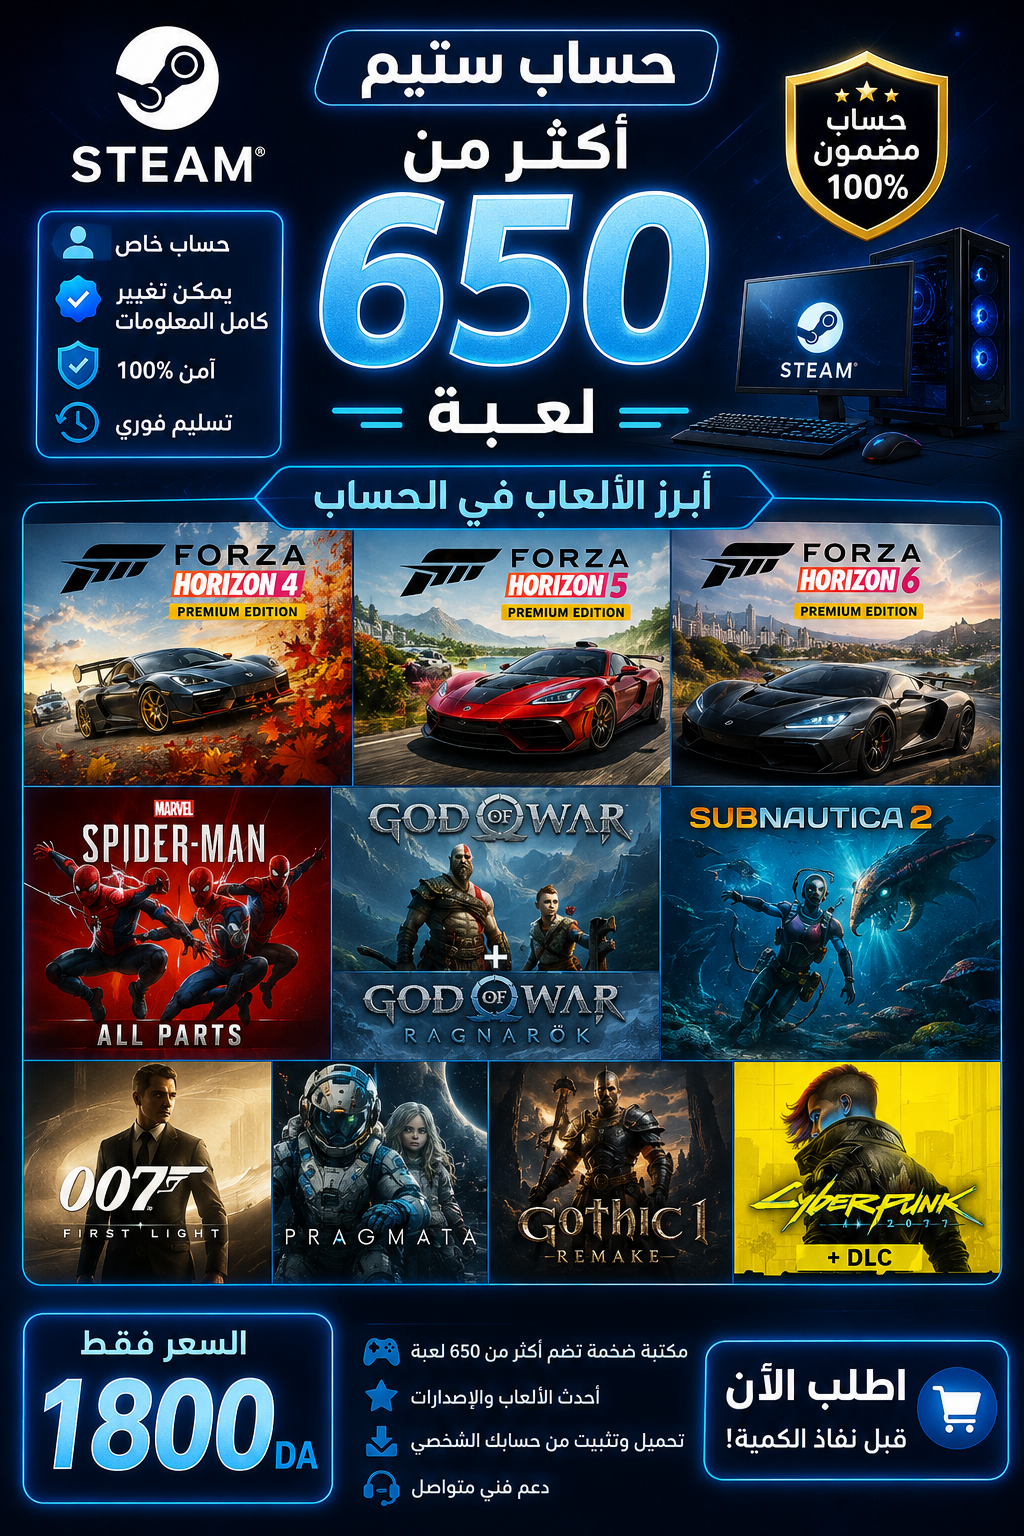 STEAM®
حساب ستيم
أكثر من
650
لعبة
حساب
مضمون
100%
حساب خاص
يمكن تغيير
كامل المعلومات
آمن 100%
تسليم فوري
STEAM®
أبرز الألعاب في الحساب
FORZA
HORIZON 4
PREMIUM EDITION
FORZA
HORIZON 5
PREMIUM EDITION
FORZA
HORIZON 6
PREMIUM EDITION
MARVEL
SPIDER-MAN
ALL PARTS
GOD OF WAR
+
GOD OF WAR
RAGNARÖK
SUBNAUTICA 2
007
FIRST LIGHT
PRAGMATA
GOTHIC 1
REMAKE
CYBERPUNK
2077
+ DLC
السعر فقط
1800 DA
مكتبة ضخمة تضم أكثر من 650 لعبة
أحدث الألعاب والإصدارات
تحميل وتثبيت من حسابك الشخصي
دعم فني متواصل
اطلب الأن
قبل نفاذ الكمية!